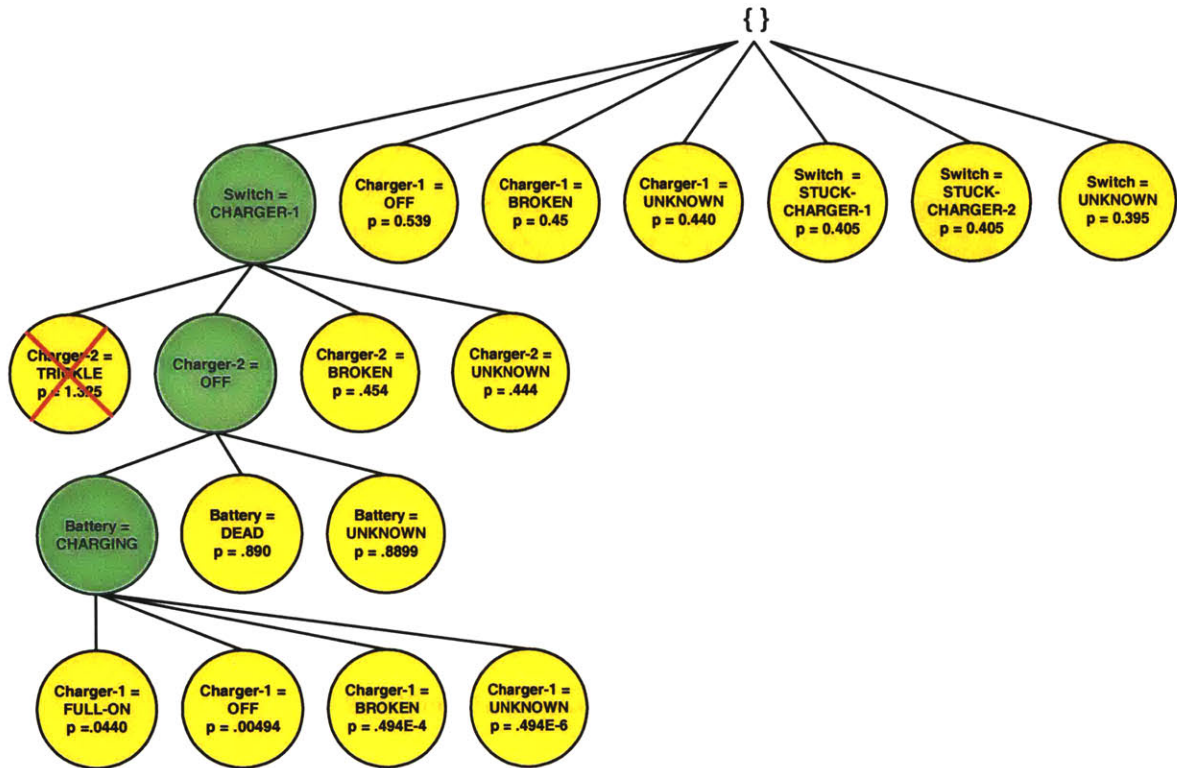 { }
Switch =
CHARGER-1
Charger-1 =
OFF
p = 0.539
Charger-1 =
BROKEN
p = 0.45
Charger-1 =
UNKNOWN
p = 0.440
Switch =
STUCK-
CHARGER-1
p = 0.405
Switch =
STUCK-
CHARGER-2
p = 0.405
Switch =
UNKNOWN
p = 0.395
Charger-2 =
TRICKLE
p = 1.325
Charger-2 =
OFF
Charger-2 =
BROKEN
p = .454
Charger-2 =
UNKNOWN
p = .444
Battery =
CHARGING
Battery =
DEAD
p = .890
Battery =
UNKNOWN
p = .8899
Charger-1 =
FULL-ON
p =.0440
Charger-1 =
OFF
p = .00494
Charger-1 =
BROKEN
p = .494E-4
Charger-1 =
UNKNOWN
p = .494E-6